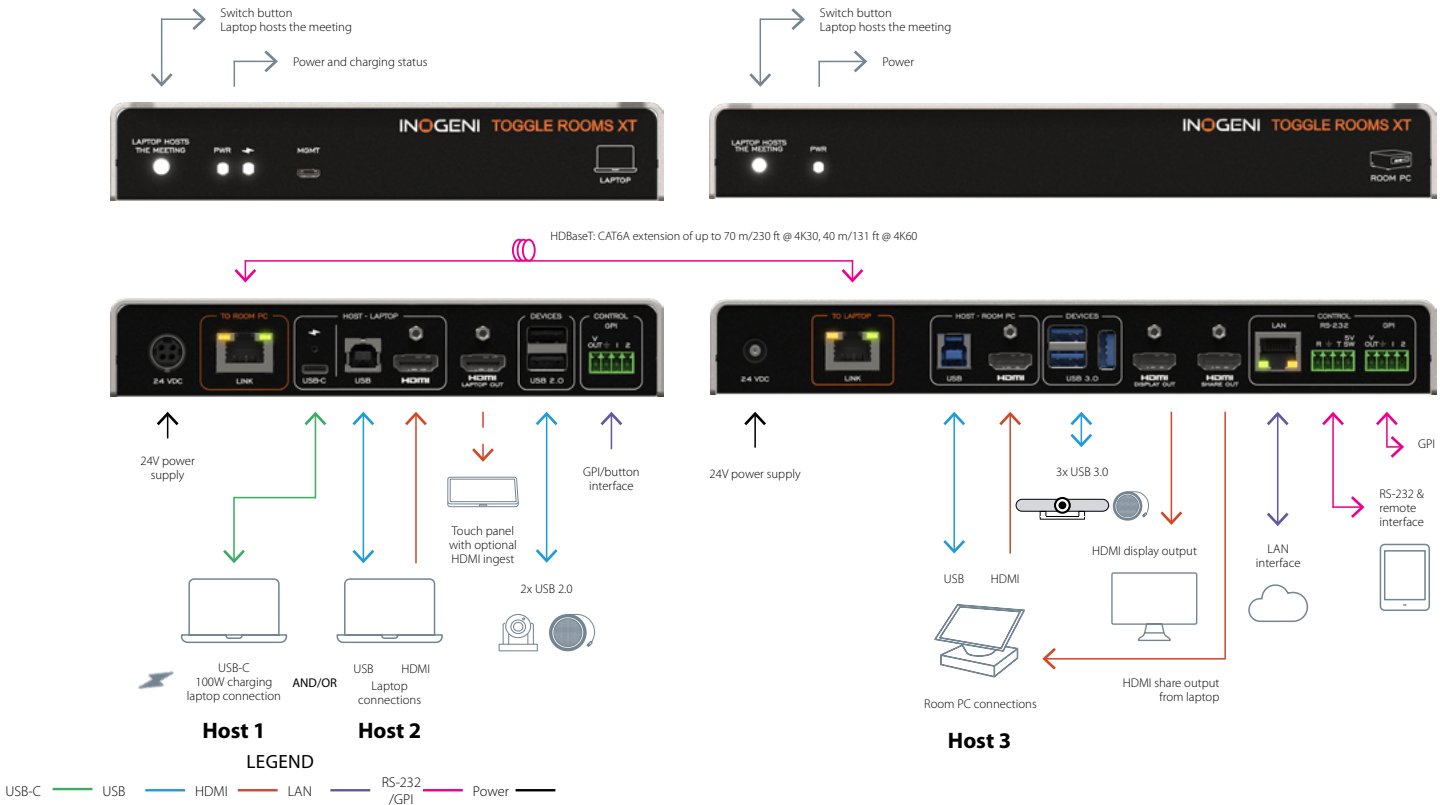 Switch button
Laptop hosts the meeting
Power and charging status
Switch button
Laptop hosts the meeting
Power
INOGENI TOGGLE ROOMS XT
LAPTOP HOSTS
THE MEETING
PWR
MGMT
LAPTOP
INOGENI TOGGLE ROOMS XT
LAPTOP HOSTS
THE MEETING
PWR
ROOM PC
HDBaseT: CAT6A extension of up to 70 m/230 ft @ 4K30, 40 m/131 ft @ 4K60
TO ROOM PC
HOST - LAPTOP
DEVICES
CONTROL
GPI
V
OUT ⏚ 1 2
24 VDC
LINK
USB-C
USB
HDMI
HDMI
LAPTOP OUT
USB 2.0
TO LAPTOP
HOST - ROOM PC
DEVICES
CONTROL
LAN
RS-232
GPI
5V
R ⏚ T SW
V
OUT ⏚ 1 2
24 VDC
LINK
USB
HDMI
USB 3.0
HDMI
DISPLAY OUT
HDMI
SHARE OUT
24V power
supply
Touch panel
with optional
HDMI ingest
GPI/button
interface
2x USB 2.0
USB-C
100W charging
laptop connection
AND/OR
USB HDMI
Laptop
connections
Host 1
Host 2
24V power supply
3x USB 3.0
GPI
RS-232 &
remote
interface
HDMI display output
LAN
interface
USB HDMI
HDMI share output
from laptop
Room PC connections
Host 3
LEGEND
USB-C
USB
HDMI
LAN
RS-232
/GPI
Power